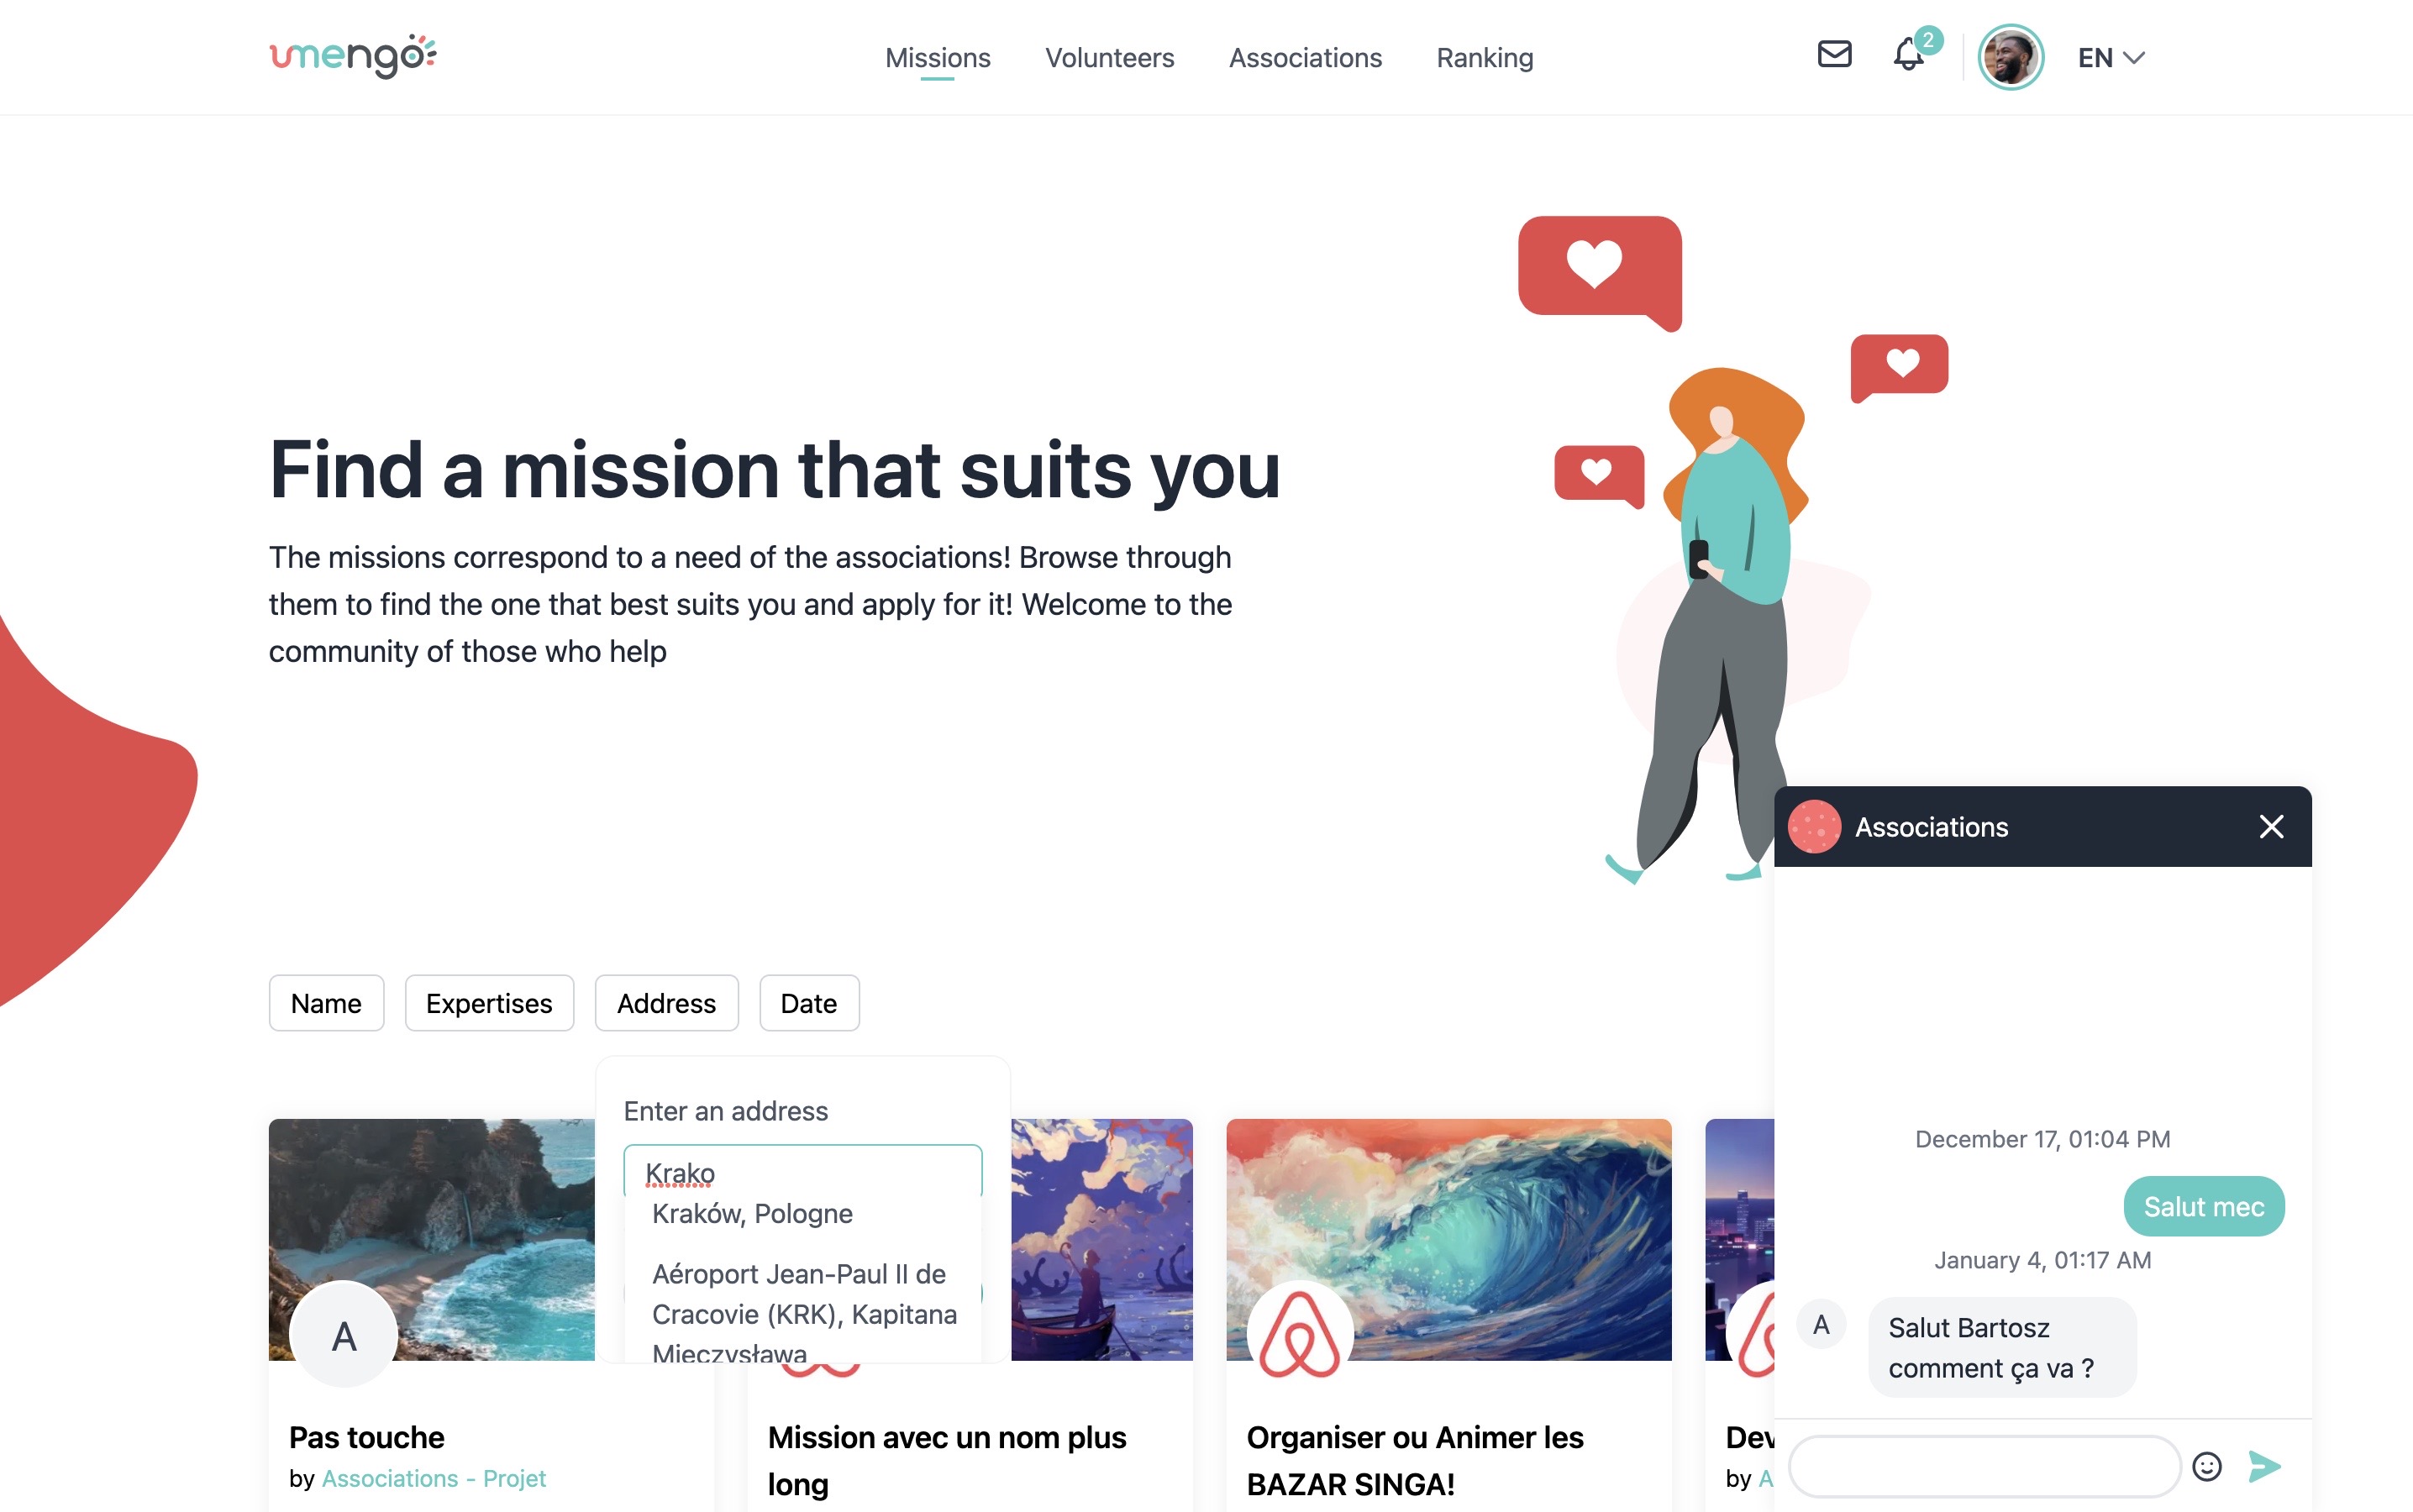 umengo
Missions
Volunteers
Associations
Ranking
2
EN
Find a mission that suits you
The missions correspond to a need of the associations! Browse through
them to find the one that best suits you and apply for it! Welcome to the
community of those who help
Name
Expertises
Address
Date
Enter an address
Krako
Kraków, Pologne
Aéroport Jean-Paul II de
Cracovie (KRK), Kapitana
Mieczysława
A
Pas touche
by Associations - Projet
Mission avec un nom plus
long
Organiser ou Animer les
BAZAR SINGA!
Dev
by A
Associations
December 17, 01:04 PM
Salut mec
January 4, 01:17 AM
A
Salut Bartosz
comment ça va ?